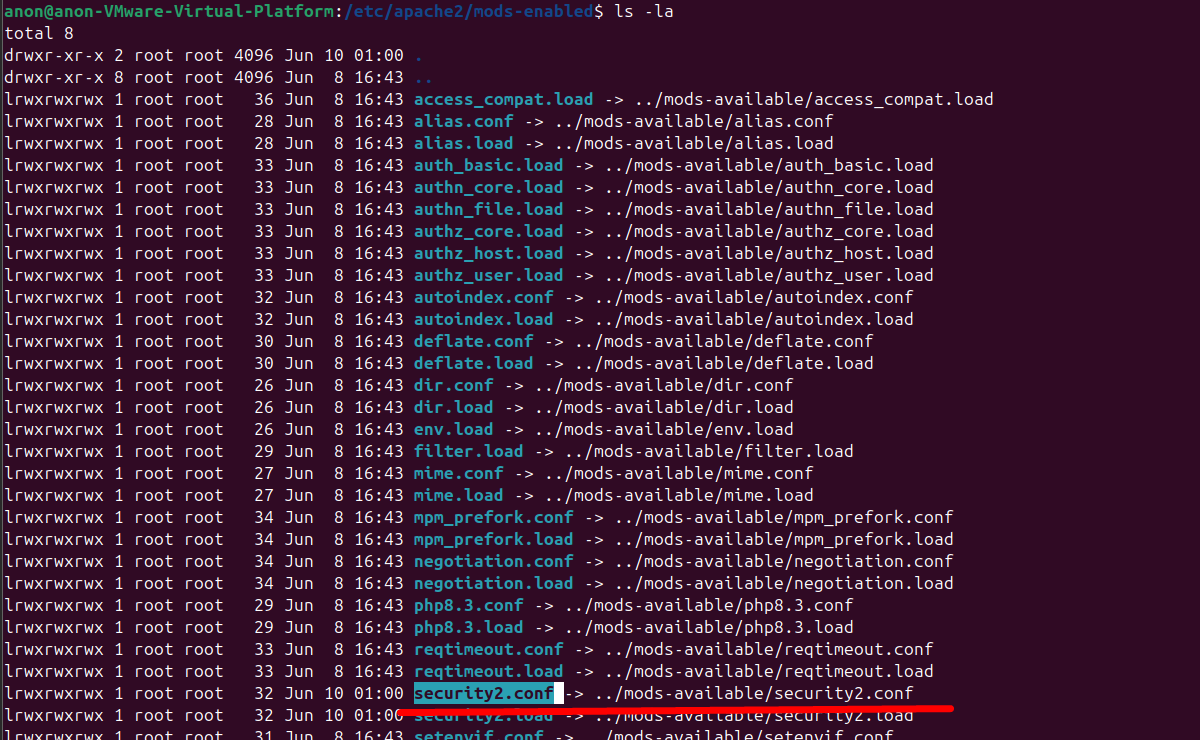 anon@anon-VMware-Virtual-Platform:/etc/apache2/mods-enabled$ ls -la
total 8
drwxr-xr-x 2 root root 4096 Jun 10 01:00 .
drwxr-xr-x 8 root root 4096 Jun  8 16:43 ..
lrwxrwxrwx 1 root root   36 Jun  8 16:43 access_compat.load -> ../mods-available/access_compat.load
lrwxrwxrwx 1 root root   28 Jun  8 16:43 alias.conf -> ../mods-available/alias.conf
lrwxrwxrwx 1 root root   28 Jun  8 16:43 alias.load -> ../mods-available/alias.load
lrwxrwxrwx 1 root root   33 Jun  8 16:43 auth_basic.load -> ../mods-available/auth_basic.load
lrwxrwxrwx 1 root root   33 Jun  8 16:43 authn_core.load -> ../mods-available/authn_core.load
lrwxrwxrwx 1 root root   33 Jun  8 16:43 authn_file.load -> ../mods-available/authn_file.load
lrwxrwxrwx 1 root root   33 Jun  8 16:43 authz_core.load -> ../mods-available/authz_core.load
lrwxrwxrwx 1 root root   33 Jun  8 16:43 authz_host.load -> ../mods-available/authz_host.load
lrwxrwxrwx 1 root root   33 Jun  8 16:43 authz_user.load -> ../mods-available/authz_user.load
lrwxrwxrwx 1 root root   32 Jun  8 16:43 autoindex.conf -> ../mods-available/autoindex.conf
lrwxrwxrwx 1 root root   32 Jun  8 16:43 autoindex.load -> ../mods-available/autoindex.load
lrwxrwxrwx 1 root root   30 Jun  8 16:43 deflate.conf -> ../mods-available/deflate.conf
lrwxrwxrwx 1 root root   30 Jun  8 16:43 deflate.load -> ../mods-available/deflate.load
lrwxrwxrwx 1 root root   26 Jun  8 16:43 dir.conf -> ../mods-available/dir.conf
lrwxrwxrwx 1 root root   26 Jun  8 16:43 dir.load -> ../mods-available/dir.load
lrwxrwxrwx 1 root root   26 Jun  8 16:43 env.load -> ../mods-available/env.load
lrwxrwxrwx 1 root root   29 Jun  8 16:43 filter.load -> ../mods-available/filter.load
lrwxrwxrwx 1 root root   27 Jun  8 16:43 mime.conf -> ../mods-available/mime.conf
lrwxrwxrwx 1 root root   27 Jun  8 16:43 mime.load -> ../mods-available/mime.load
lrwxrwxrwx 1 root root   34 Jun  8 16:43 mpm_prefork.conf -> ../mods-available/mpm_prefork.conf
lrwxrwxrwx 1 root root   34 Jun  8 16:43 mpm_prefork.load -> ../mods-available/mpm_prefork.load
lrwxrwxrwx 1 root root   34 Jun  8 16:43 negotiation.conf -> ../mods-available/negotiation.conf
lrwxrwxrwx 1 root root   34 Jun  8 16:43 negotiation.load -> ../mods-available/negotiation.load
lrwxrwxrwx 1 root root   29 Jun  8 16:43 php8.3.conf -> ../mods-available/php8.3.conf
lrwxrwxrwx 1 root root   29 Jun  8 16:43 php8.3.load -> ../mods-available/php8.3.load
lrwxrwxrwx 1 root root   33 Jun  8 16:43 reqtimeout.conf -> ../mods-available/reqtimeout.conf
lrwxrwxrwx 1 root root   33 Jun  8 16:43 reqtimeout.load -> ../mods-available/reqtimeout.load
lrwxrwxrwx 1 root root   32 Jun 10 01:00 security2.conf -> ../mods-available/security2.conf
lrwxrwxrwx 1 root root   32 Jun 10 01:00 security2.load -> ../mods-available/security2.load
lrwxrwxrwx 1 root root   31 Jun  8 16:43 setenvif.conf -> ../mods-available/setenvif.conf